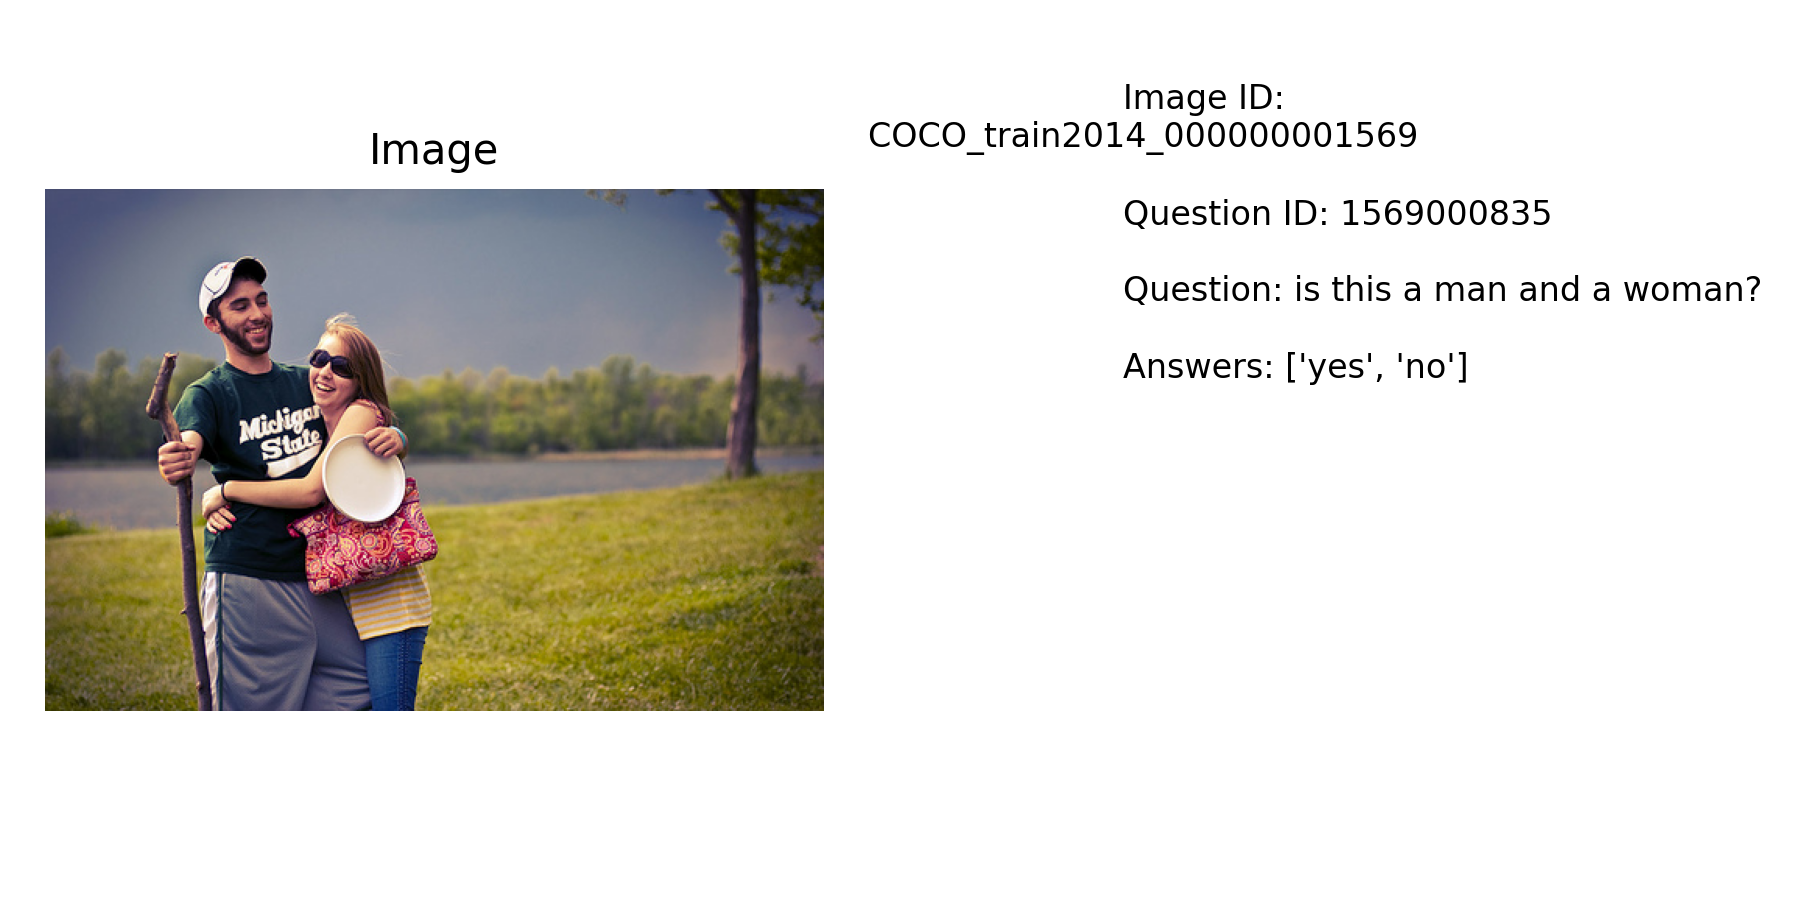 Image
Michigan
State
Image ID:
COCO_train2014_000000001569
Question ID: 1569000835
Question: is this a man and a woman?
Answers: ['yes', 'no']